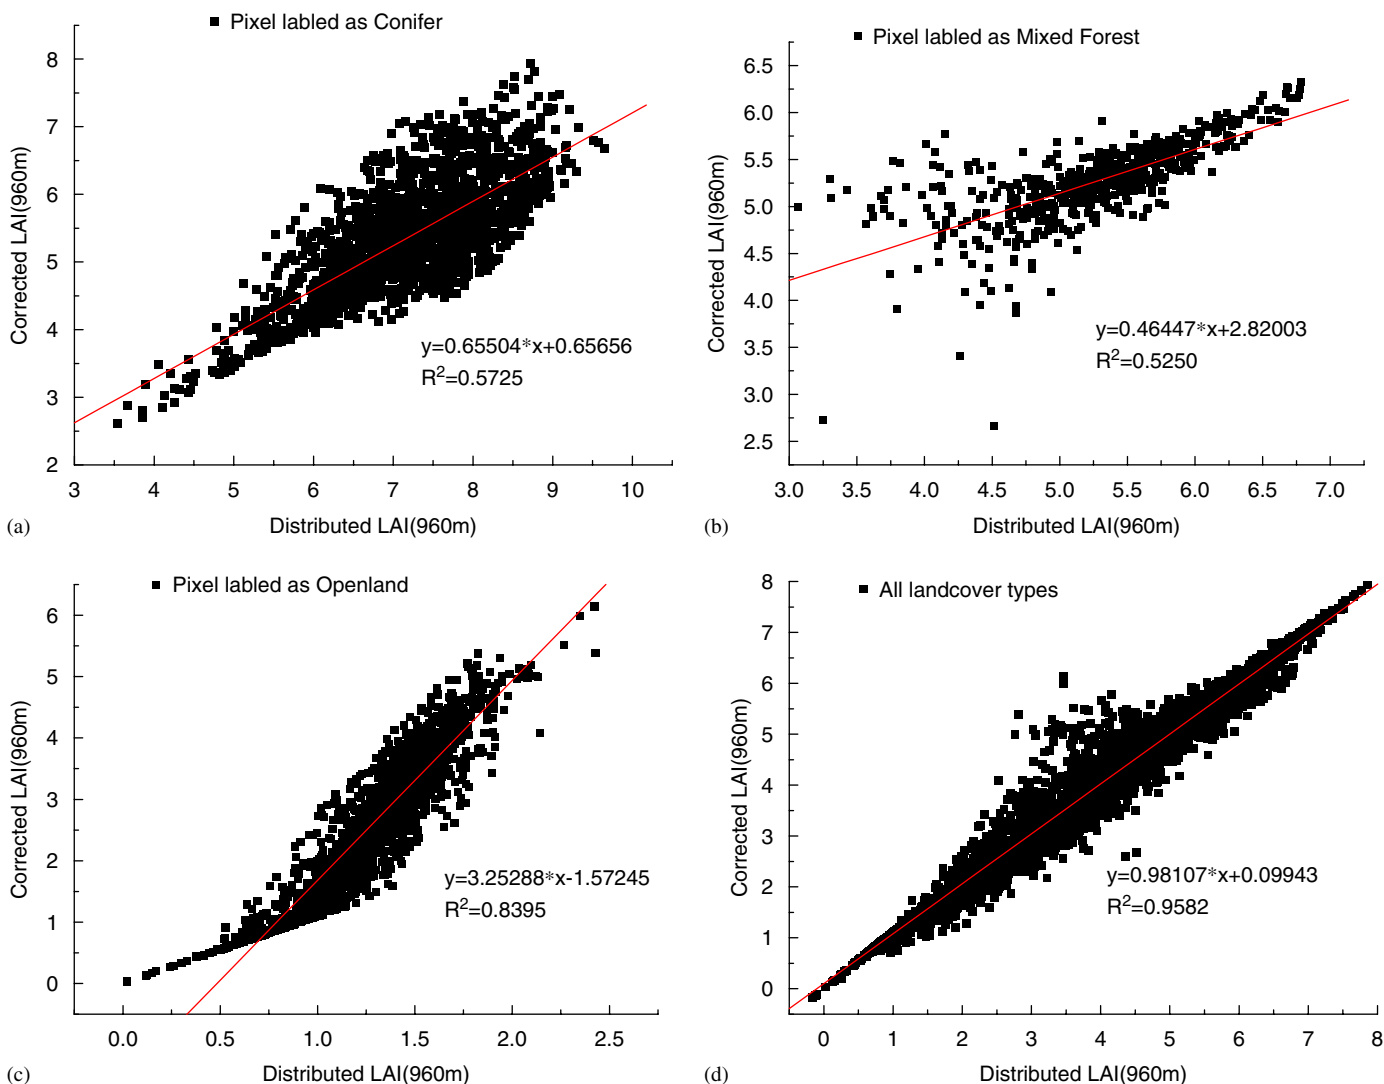 Pixel labled as Conifer
8
7
6
5
4
3
2
3 4 5 6 7 8 9 10
Corrected LAI(960m)
y=0.65504*x+0.65656
R²=0.5725
(a)
Distributed LAI(960m)
Pixel labled as Mixed Forest
6.5
6.0
5.5
5.0
4.5
4.0
3.5
3.0
2.5
3.0 3.5 4.0 4.5 5.0 5.5 6.0 6.5 7.0
Corrected LAI(960m)
y=0.46447*x+2.82003
R²=0.5250
(b)
Distributed LAI(960m)
Pixel labled as Openland
6
5
4
3
2
1
0
0.0 0.5 1.0 1.5 2.0 2.5
Corrected LAI(960m)
y=3.25288*x-1.57245
R²=0.8395
(c)
Distributed LAI(960m)
All landcover types
8
7
6
5
4
3
2
1
0
0 1 2 3 4 5 6 7 8
Corrected LAI(960m)
y=0.98107*x+0.09943
R²=0.9582
(d)
Distributed LAI(960m)